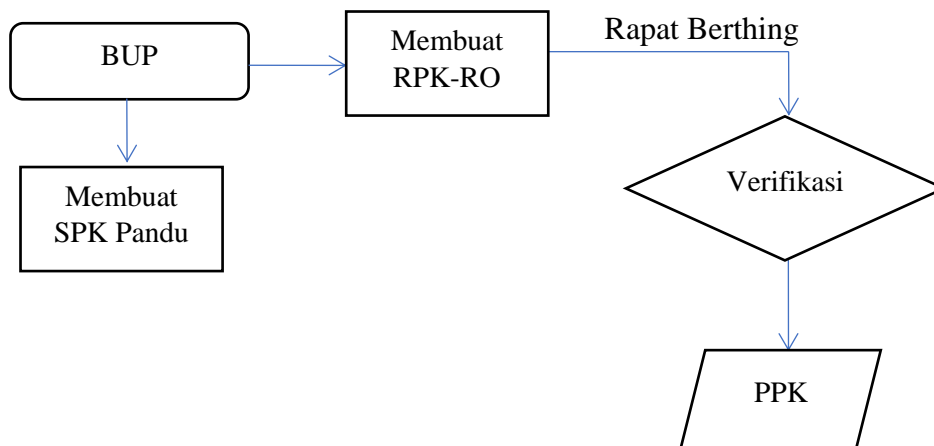 BUP
Membuat
RPK-RO
Rapat Berthing
Membuat
SPK Pandu
Verifikasi
PPK